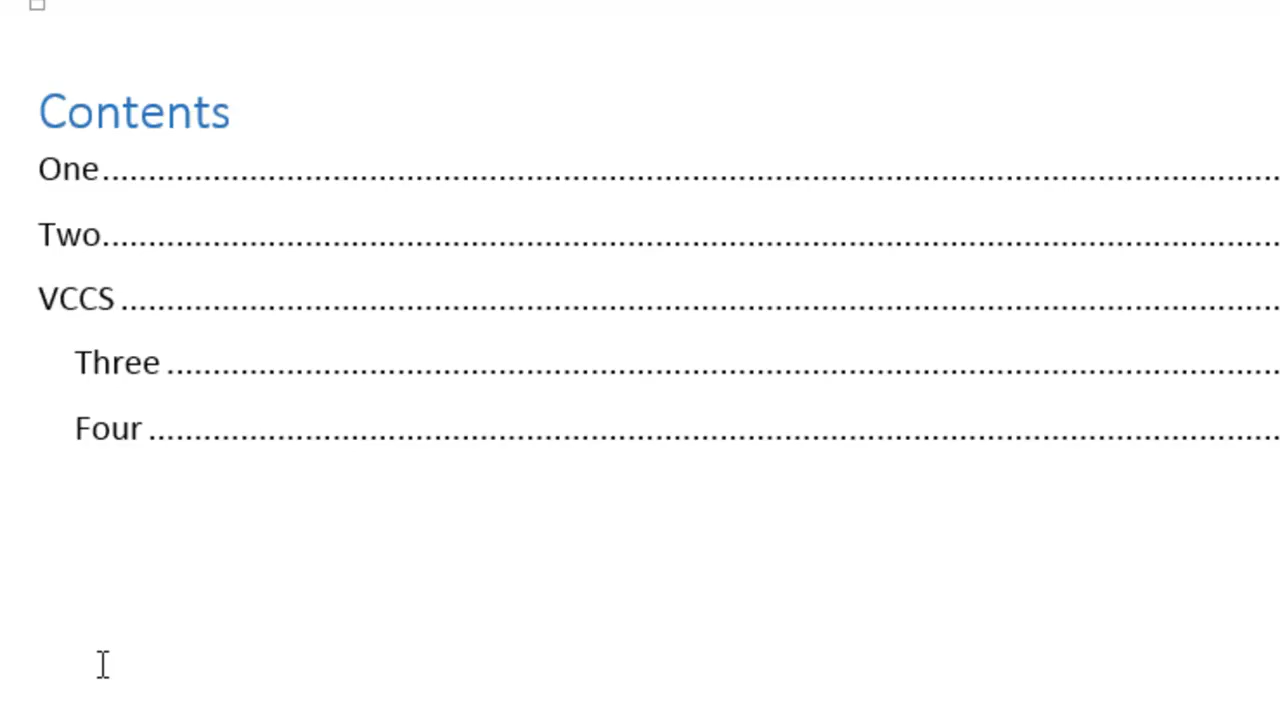 Contents
One....................................................................................................
Two....................................................................................................
VCCS ....................................................................................................
Three ....................................................................................................
Four ....................................................................................................